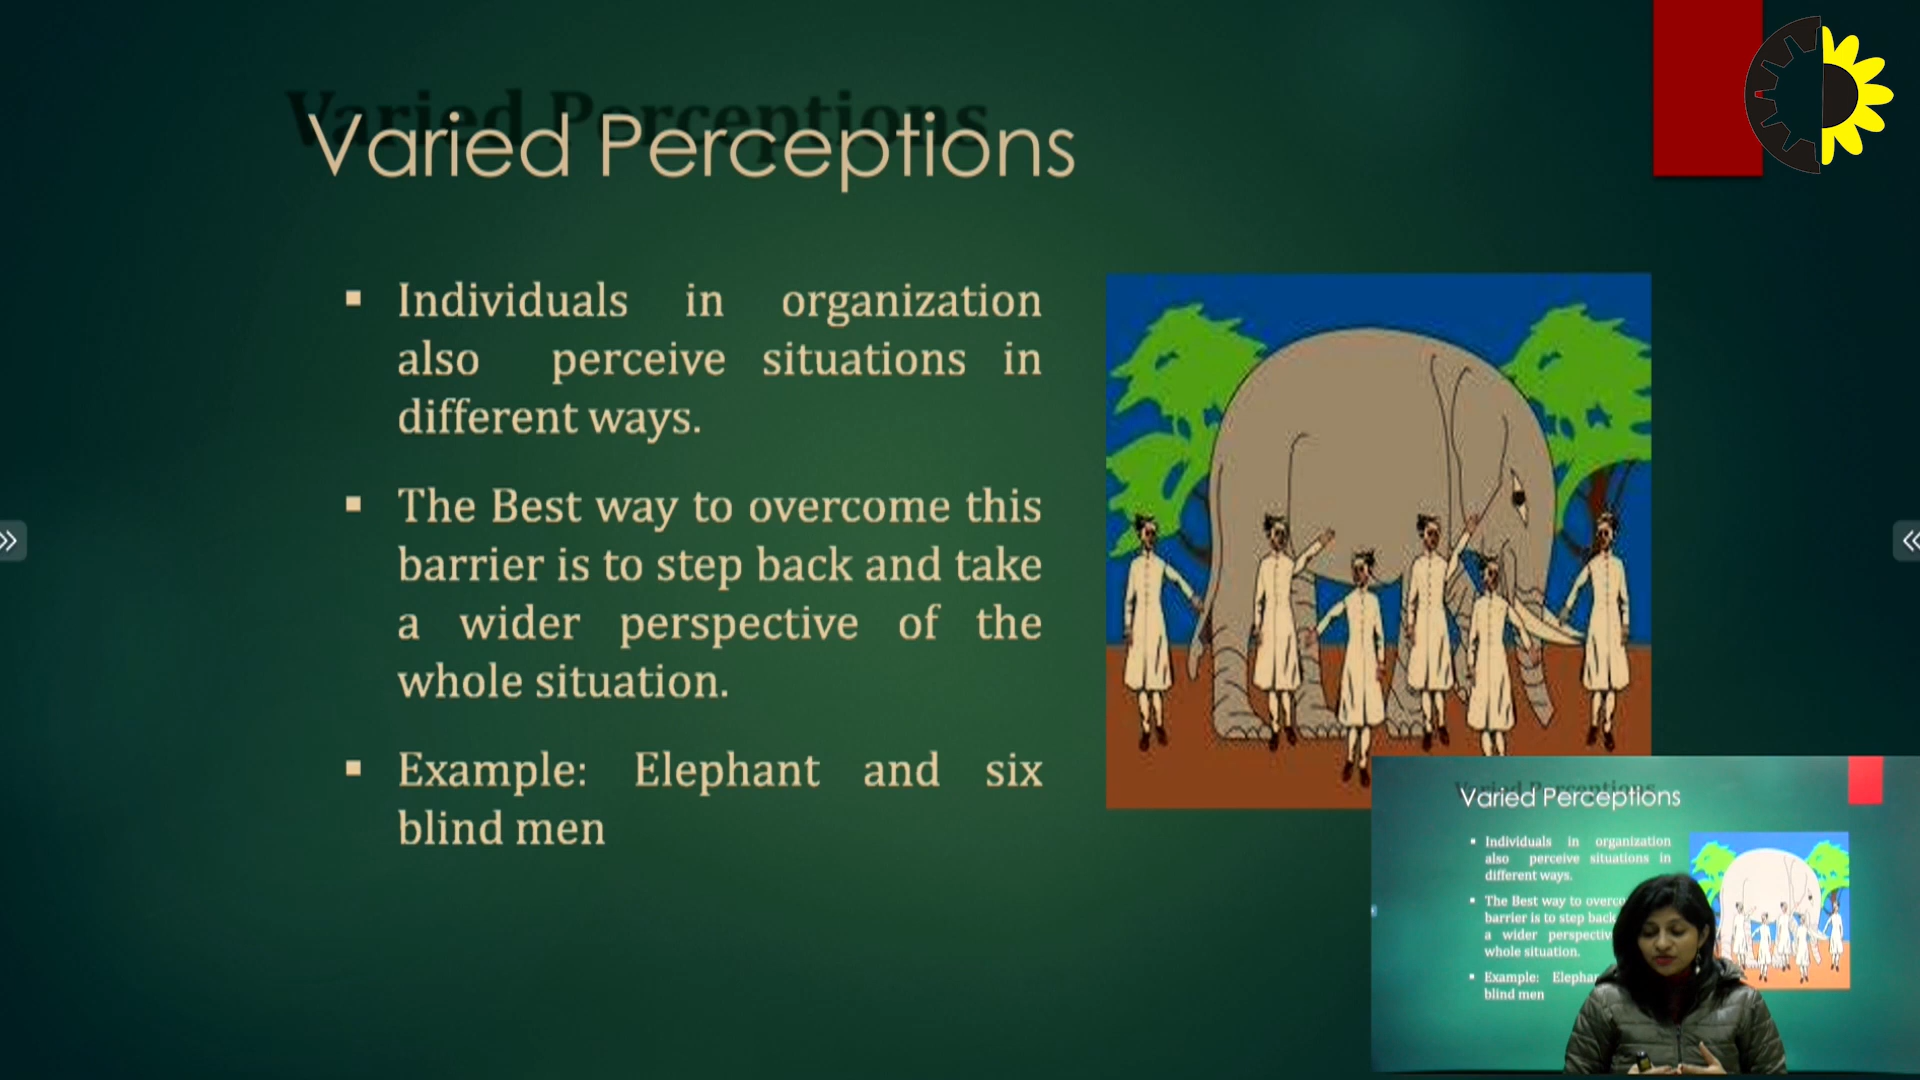 Varied Perceptions
Individuals in organization
also perceive situations in
different ways.
The Best way to overcome this
barrier is to step back and take
a wider perspective of the
whole situation.
Example: Elephant and six
blind men
Varied Perceptions
Individuals in organization
also perceive situations in
different ways.
The Best way to
barrier is to step back
a wider
whole situation.
Example:
blind men